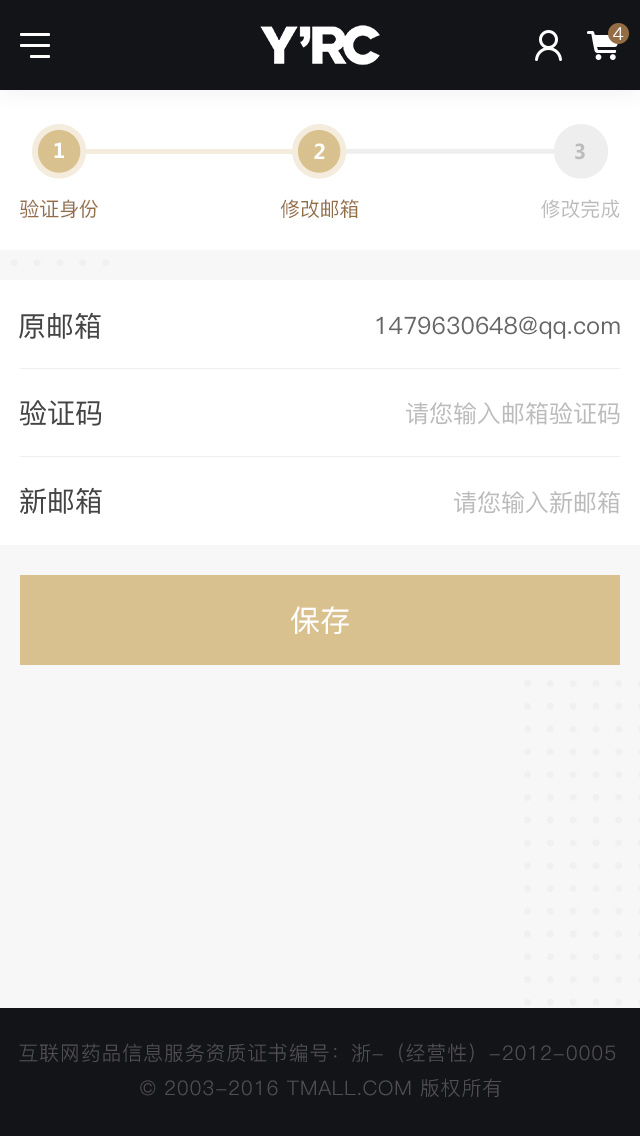 Y'RC
4
1
2
3
验证身份
修改邮箱
修改完成
原邮箱
1479630648@qq.com
验证码
请您输入邮箱验证码
新邮箱
请您输入新邮箱
保存
互联网药品信息服务资质证书编号：浙-（经营性）-2012-0005
© 2003-2016 TMALL.COM 版权所有